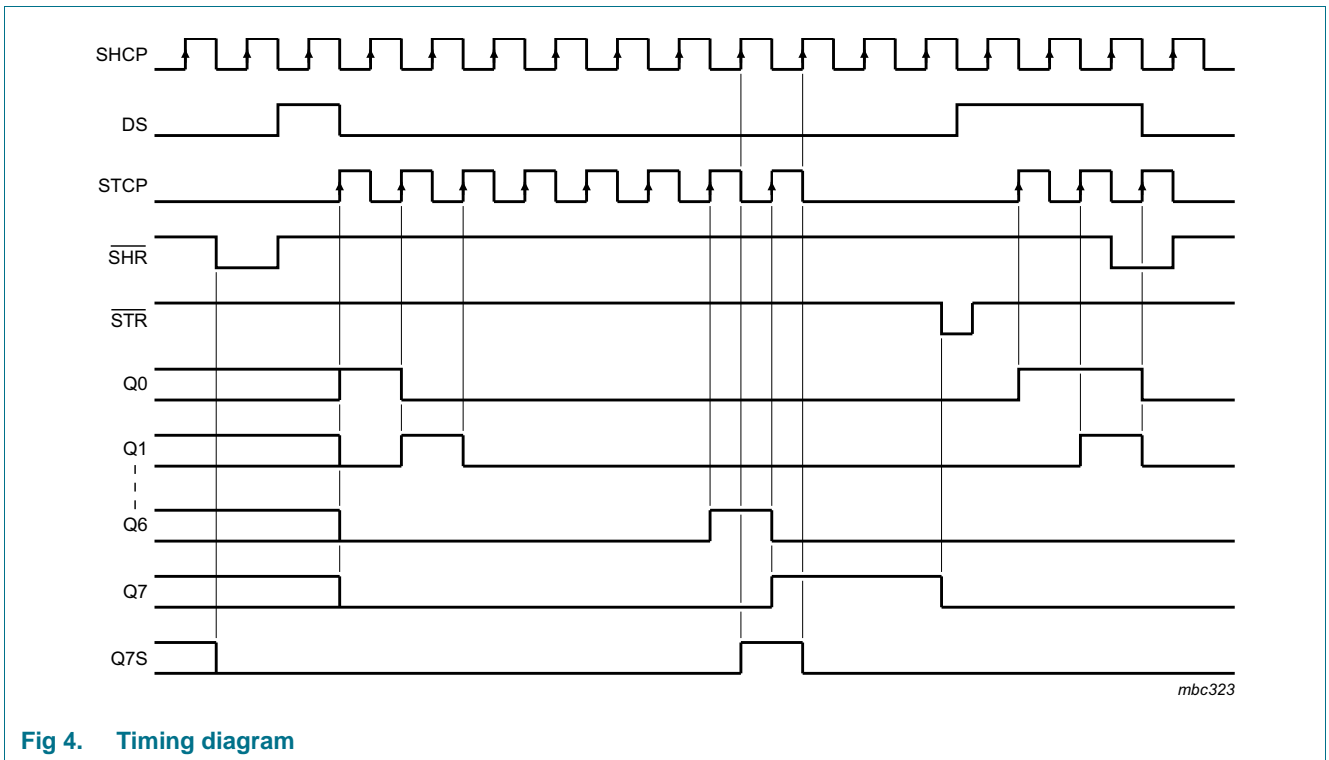 SHCP
DS
STCP
SHR
STR
Q0
Q1
Q6
Q7
Q7S
mbc323
Fig 4. Timing diagram